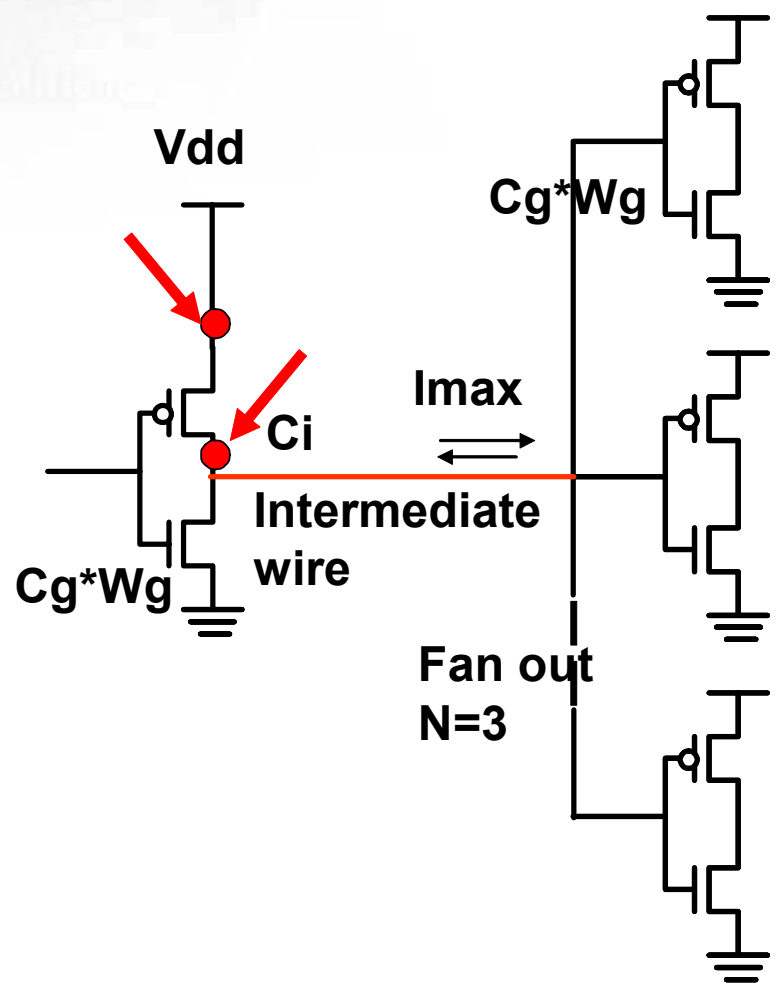 Vdd
Cg*Wg
Imax
Ci
Intermediate
wire
Cg*Wg
Fan out
N=3